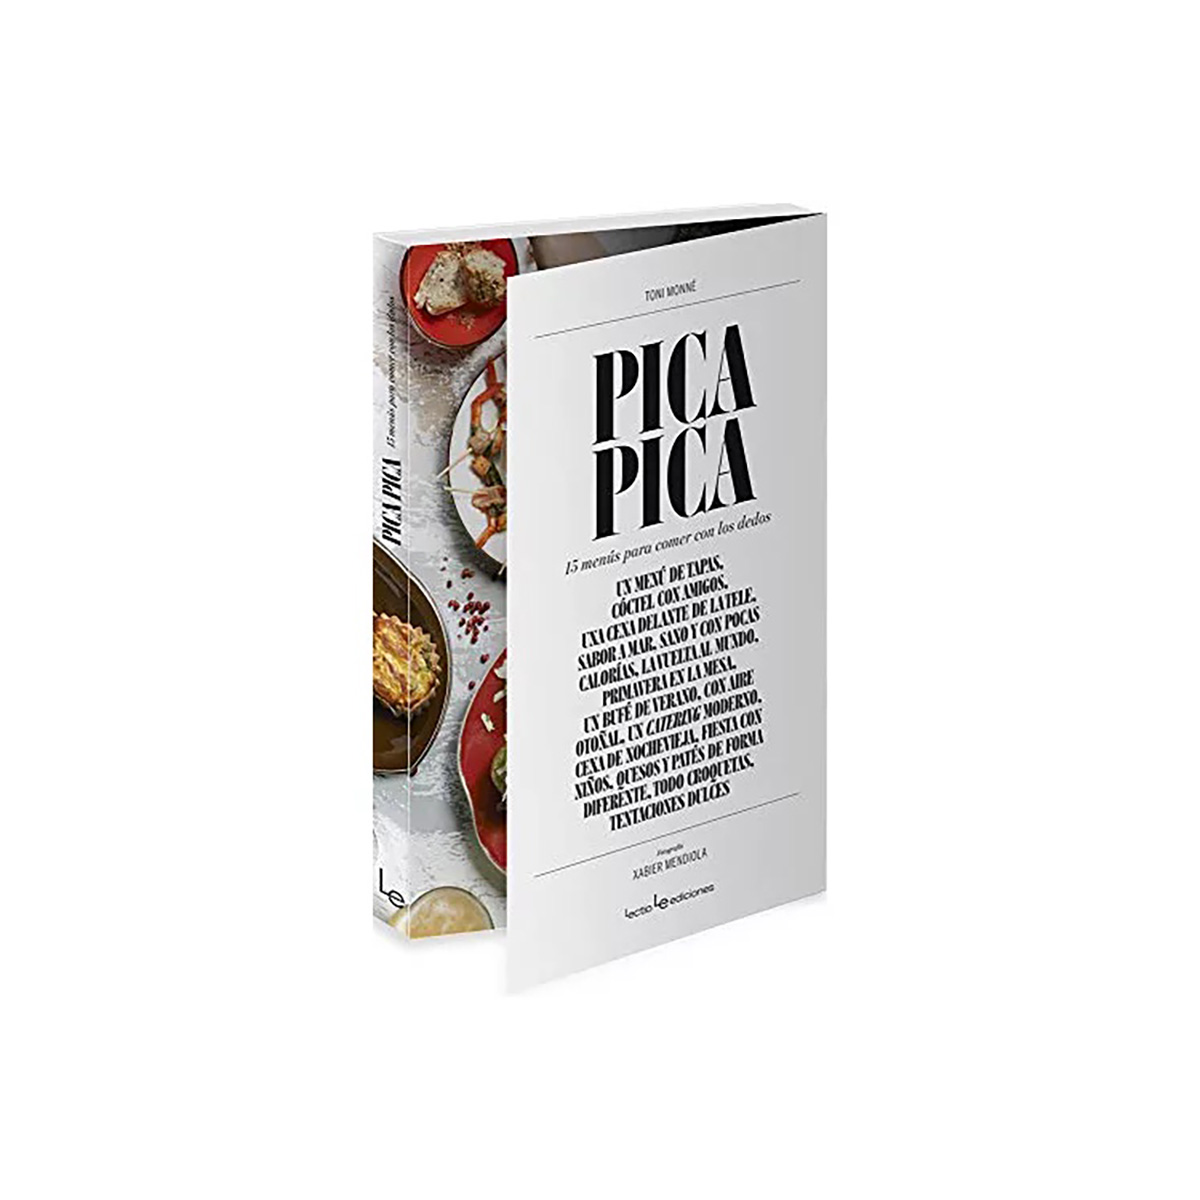 TONI MONNÉ
PICA
PICA
15 menús para comer con los dedos
UN MENÚ DE TAPAS,
CÓCTEL CON AMIGOS,
UNA CENA DELANTE DE LA TELE,
SABOR A MAR, SANO Y CON POCAS
CALORÍAS, LA VUELTA AL MUNDO,
PRIMAVERA EN LA MESA,
UN BUFÉ DE VERANO, CON AIRE
OTOÑAL, UN CATERING MODERNO,
CENA DE NOCHEVIEJA, FIESTA CON
NIÑOS, QUESOS Y PATÉS DE FORMA
DIFERENTE, TODO CROQUETAS,
TENTACIONES DULCES
Fotografía
XABIER MENDIOLA
Lectio Le ediciones
PICA PICA 15 menús para comer con los dedos
Le